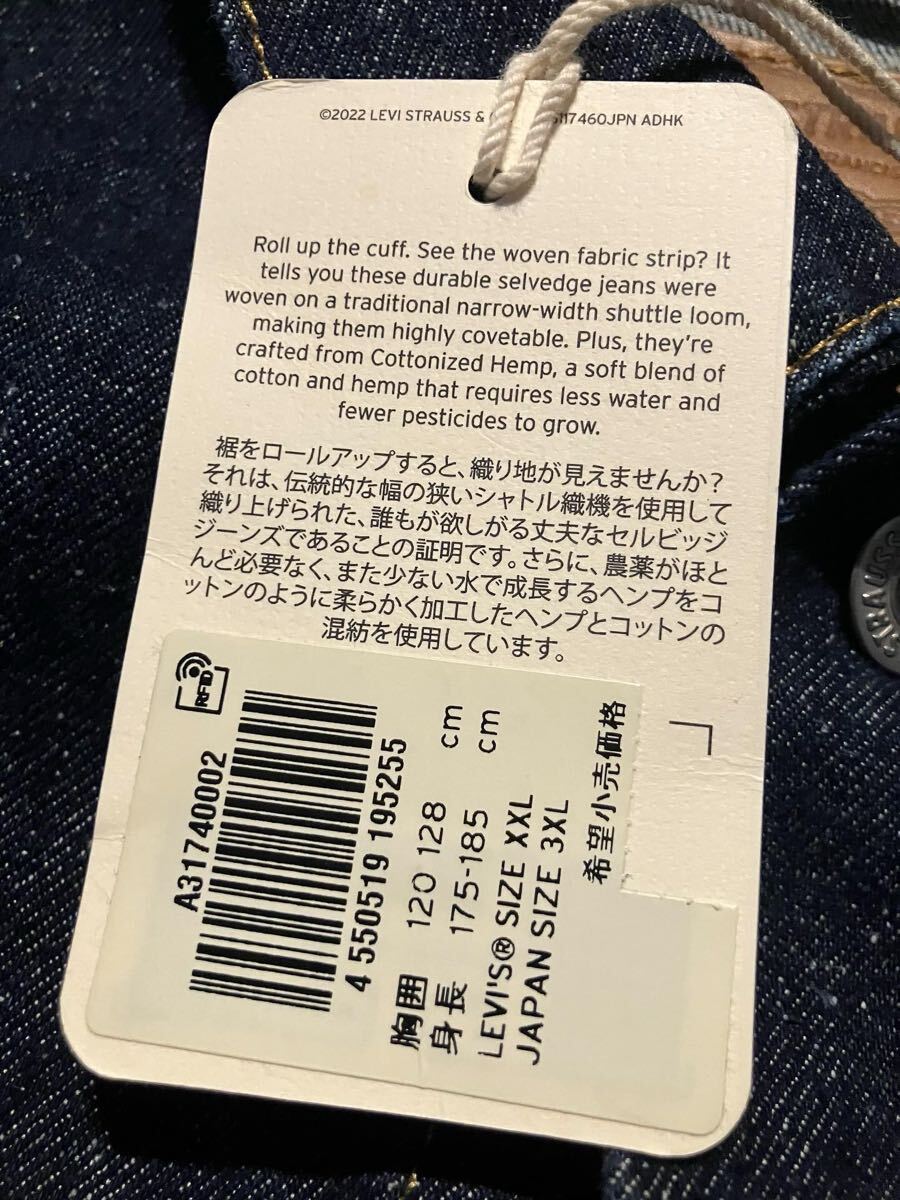 ©2022 LEVI STRAUSS & 117460JPN ADHK
Roll up the cuff. See the woven fabric strip? It
tells you these durable selvedge jeans were
woven on a traditional narrow-width shuttle loom,
making them highly covetable. Plus, they're
crafted from Cottonized Hemp, a soft blend of
cotton and hemp that requires less water and
fewer pesticides to grow.
裾をロールアップすると、織り地が見えませんか？
それは、伝統的な幅の狭いシャトル織機を使用して
織り上げられた、誰もが欲しがる丈夫なセルビッジ
ジーンズであることの証明です。さらに、農薬がほと
んど必要なく、また少ない水で成長するヘンプをコ
ットンのように柔らかく加工したヘンプとコットンの
混紡を使用しています。
RFID
A31740002
4 550519 195255
胸囲 120 128 cm
身長 175-185 cm
LEVI'S® SIZE XXL
JAPAN SIZE 3XL
希望小売価格
STRAUSS